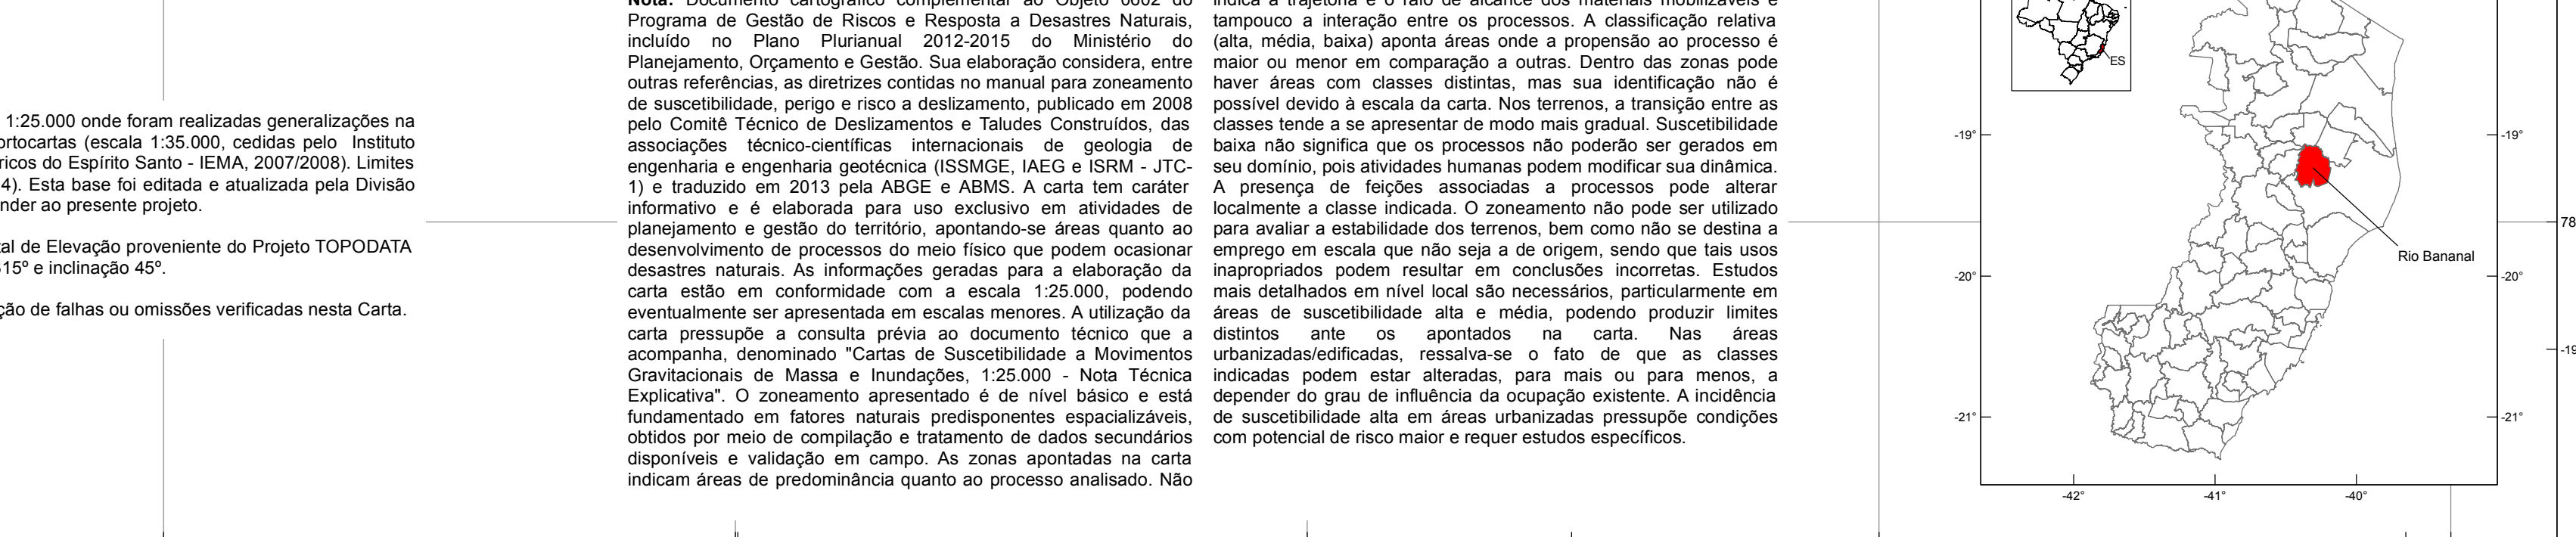 1:25.000 onde foram realizadas generalizações na
ortocartas (escala 1:35.000, cedidas pelo Instituto
ricos do Espírito Santo - IEMA, 2007/2008). Limites
4). Esta base foi editada e atualizada pela Divisão
nder ao presente projeto.
tal de Elevação proveniente do Projeto TOPODATA
315º e inclinação 45º.
ção de falhas ou omissões verificadas nesta Carta.
Nota: Documento cartográfico complementar ao Objeto 0602 do
Programa de Gestão de Riscos e Resposta a Desastres Naturais,
incluído no Plano Plurianual 2012-2015 do Ministério do
Planejamento, Orçamento e Gestão. Sua elaboração considera, entre
outras referências, as diretrizes contidas no manual para zoneamento
de suscetibilidade, perigo e risco a deslizamento, publicado em 2008
pelo Comitê Técnico de Deslizamentos e Taludes Construídos, das
associações técnico-científicas internacionais de geologia de
engenharia e engenharia geotécnica (ISSMGE, IAEG e ISRM - JTC-
1) e traduzido em 2013 pela ABGE e ABMS. A carta tem caráter
informativo e é elaborada para uso exclusivo em atividades de
planejamento e gestão do território, apontando-se áreas quanto ao
desenvolvimento de processos do meio físico que podem ocasionar
desastres naturais. As informações geradas para a elaboração da
carta estão em conformidade com a escala 1:25.000, podendo
eventualmente ser apresentada em escalas menores. A utilização da
carta pressupõe a consulta prévia ao documento técnico que a
acompanha, denominado "Cartas de Suscetibilidade a Movimentos
Gravitacionais de Massa e Inundações, 1:25.000 - Nota Técnica
Explicativa". O zoneamento apresentado é de nível básico e está
fundamentado em fatores naturais predisponentes espacializáveis,
obtidos por meio de compilação e tratamento de dados secundários
disponíveis e validação em campo. As zonas apontadas na carta
indicam áreas de predominância quanto ao processo analisado. Não
indica a trajetória e o raio de alcance dos materiais mobilizáveis e
tampouco a interação entre os processos. A classificação relativa
(alta, média, baixa) aponta áreas onde a propensão ao processo é
maior ou menor em comparação a outras. Dentro das zonas pode
haver áreas com classes distintas, mas sua identificação não é
possível devido à escala da carta. Nos terrenos, a transição entre as
classes tende a se apresentar de modo mais gradual. Suscetibilidade
baixa não significa que os processos não poderão ser gerados em
seu domínio, pois atividades humanas podem modificar sua dinâmica.
A presença de feições associadas a processos pode alterar
localmente a classe indicada. O zoneamento não pode ser utilizado
para avaliar a estabilidade dos terrenos, bem como não se destina a
emprego em escala que não seja a de origem, sendo que tais usos
inapropriados podem resultar em conclusões incorretas. Estudos
mais detalhados em nível local são necessários, particularmente em
áreas de suscetibilidade alta e média, podendo produzir limites
distintos ante os apontados na carta. Nas áreas
urbanizadas/edificadas, ressalva-se o fato de que as classes
indicadas podem estar alteradas, para mais ou para menos, a
depender do grau de influência da ocupação existente. A incidência
de suscetibilidade alta em áreas urbanizadas pressupõe condições
com potencial de risco maior e requer estudos específicos.
ES
-19° -19°
Rio Bananal
78
-20° -20°
-19
-21° -21°
-42° -41° -40°